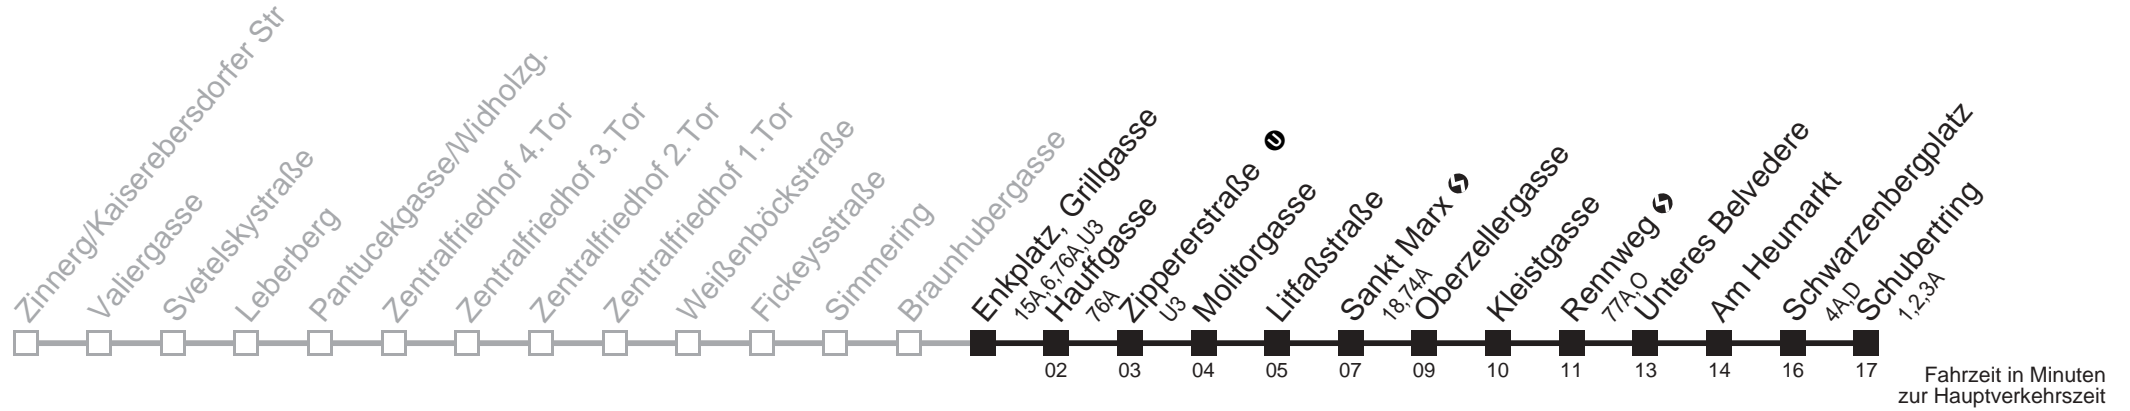 Zinnerg/Kaiserebersdorfer Str
Valiergasse
Svetelskystraße
Leberberg
Pantucekgasse/Widholzg.
Zentralfriedhof 4.Tor
Zentralfriedhof 3.Tor
Zentralfriedhof 2.Tor
Zentralfriedhof 1.Tor
Weißenböckstraße
Fickeysstraße
Simmering
Braunhubergasse
Enkplatz, Grillgasse
15A,6,76A,U3
Hauffgasse
76A
Zippererstraße U
U3
Molitorgasse
Litfaßstraße
Sankt Marx
18,74A
Oberzellergasse
Kleistgasse
Rennweg
77A,O
Unteres Belvedere
Am Heumarkt
Schwarzenbergplatz
4A,D
Schubertring
1,2,3A
02 03 04 05 07 09 10 11 13 14 16 17
Fahrzeit in Minuten
zur Hauptverkehrszeit